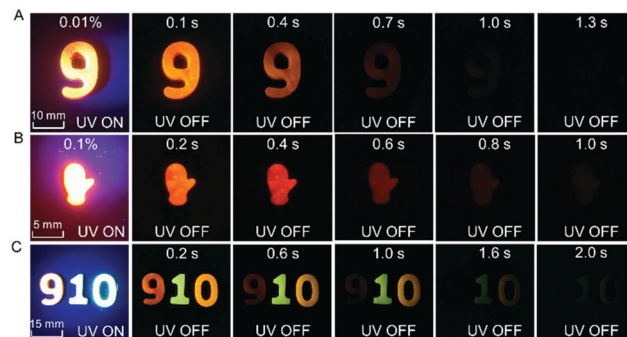 A
0.01% 0.1 s 0.4 s 0.7 s 1.0 s 1.3 s
9 9 9 9 9
10 mm UV ON UV OFF UV OFF UV OFF UV OFF UV OFF
B
0.1% 0.2 s 0.4 s 0.6 s 0.8 s 1.0 s
5 mm UV ON UV OFF UV OFF UV OFF UV OFF UV OFF
C
0.2 s 0.6 s 1.0 s 1.6 s 2.0 s
910 910 910 910 10 10
15 mm UV ON UV OFF UV OFF UV OFF UV OFF UV OFF